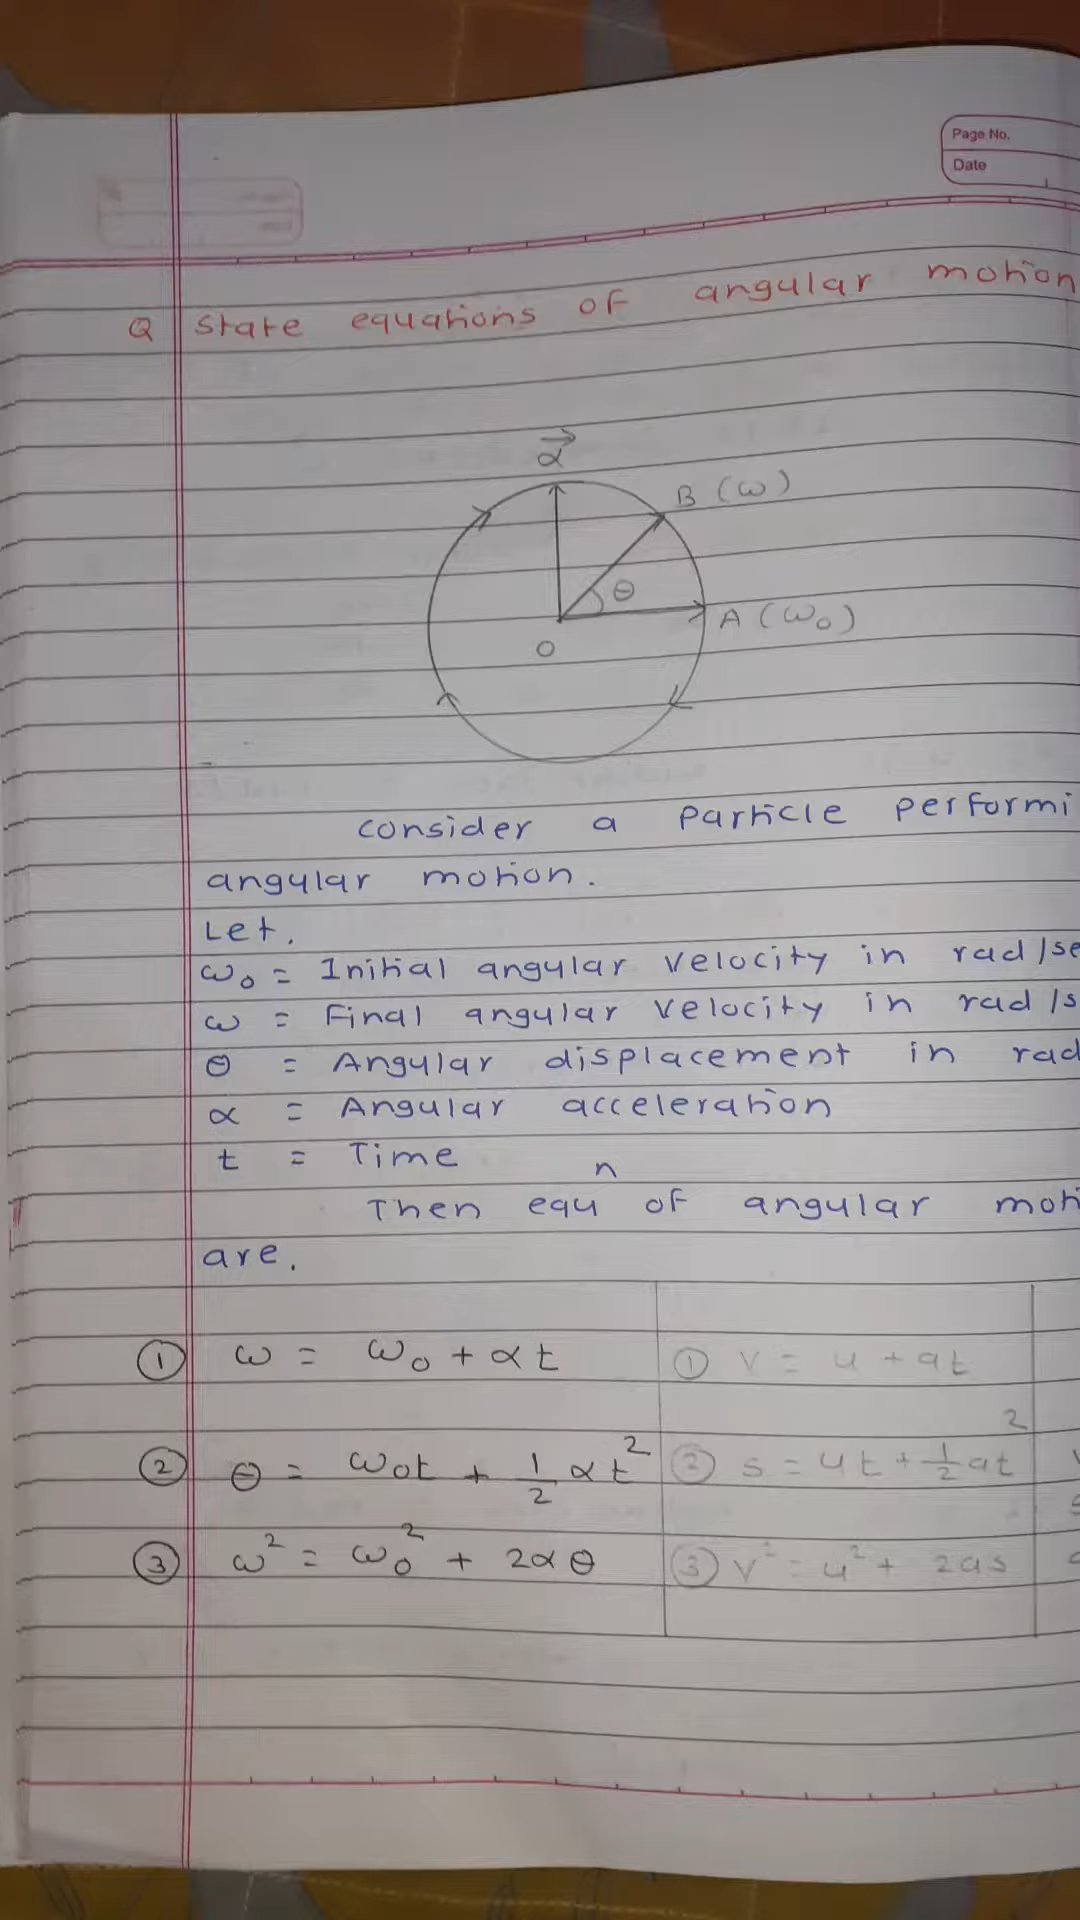 Page No.
Date
Q State equations of angular motion
α
B (ω)
θ
A (ω₀)
O
consider a particle performi
angular motion.
Let,
ω₀ = Initial angular velocity in rad/se
ω = Final angular velocity in rad/s
θ = Angular displacement in rad
α = Angular acceleration
t = Time
Then equⁿ of angular moti
are.
① ω = ω₀ + αt ① v = u + at
② θ = ω₀t + 1/2 αt² ② s = ut + 1/2 at²
③ ω² = ω₀² + 2αθ ③ v² = u² + 2as